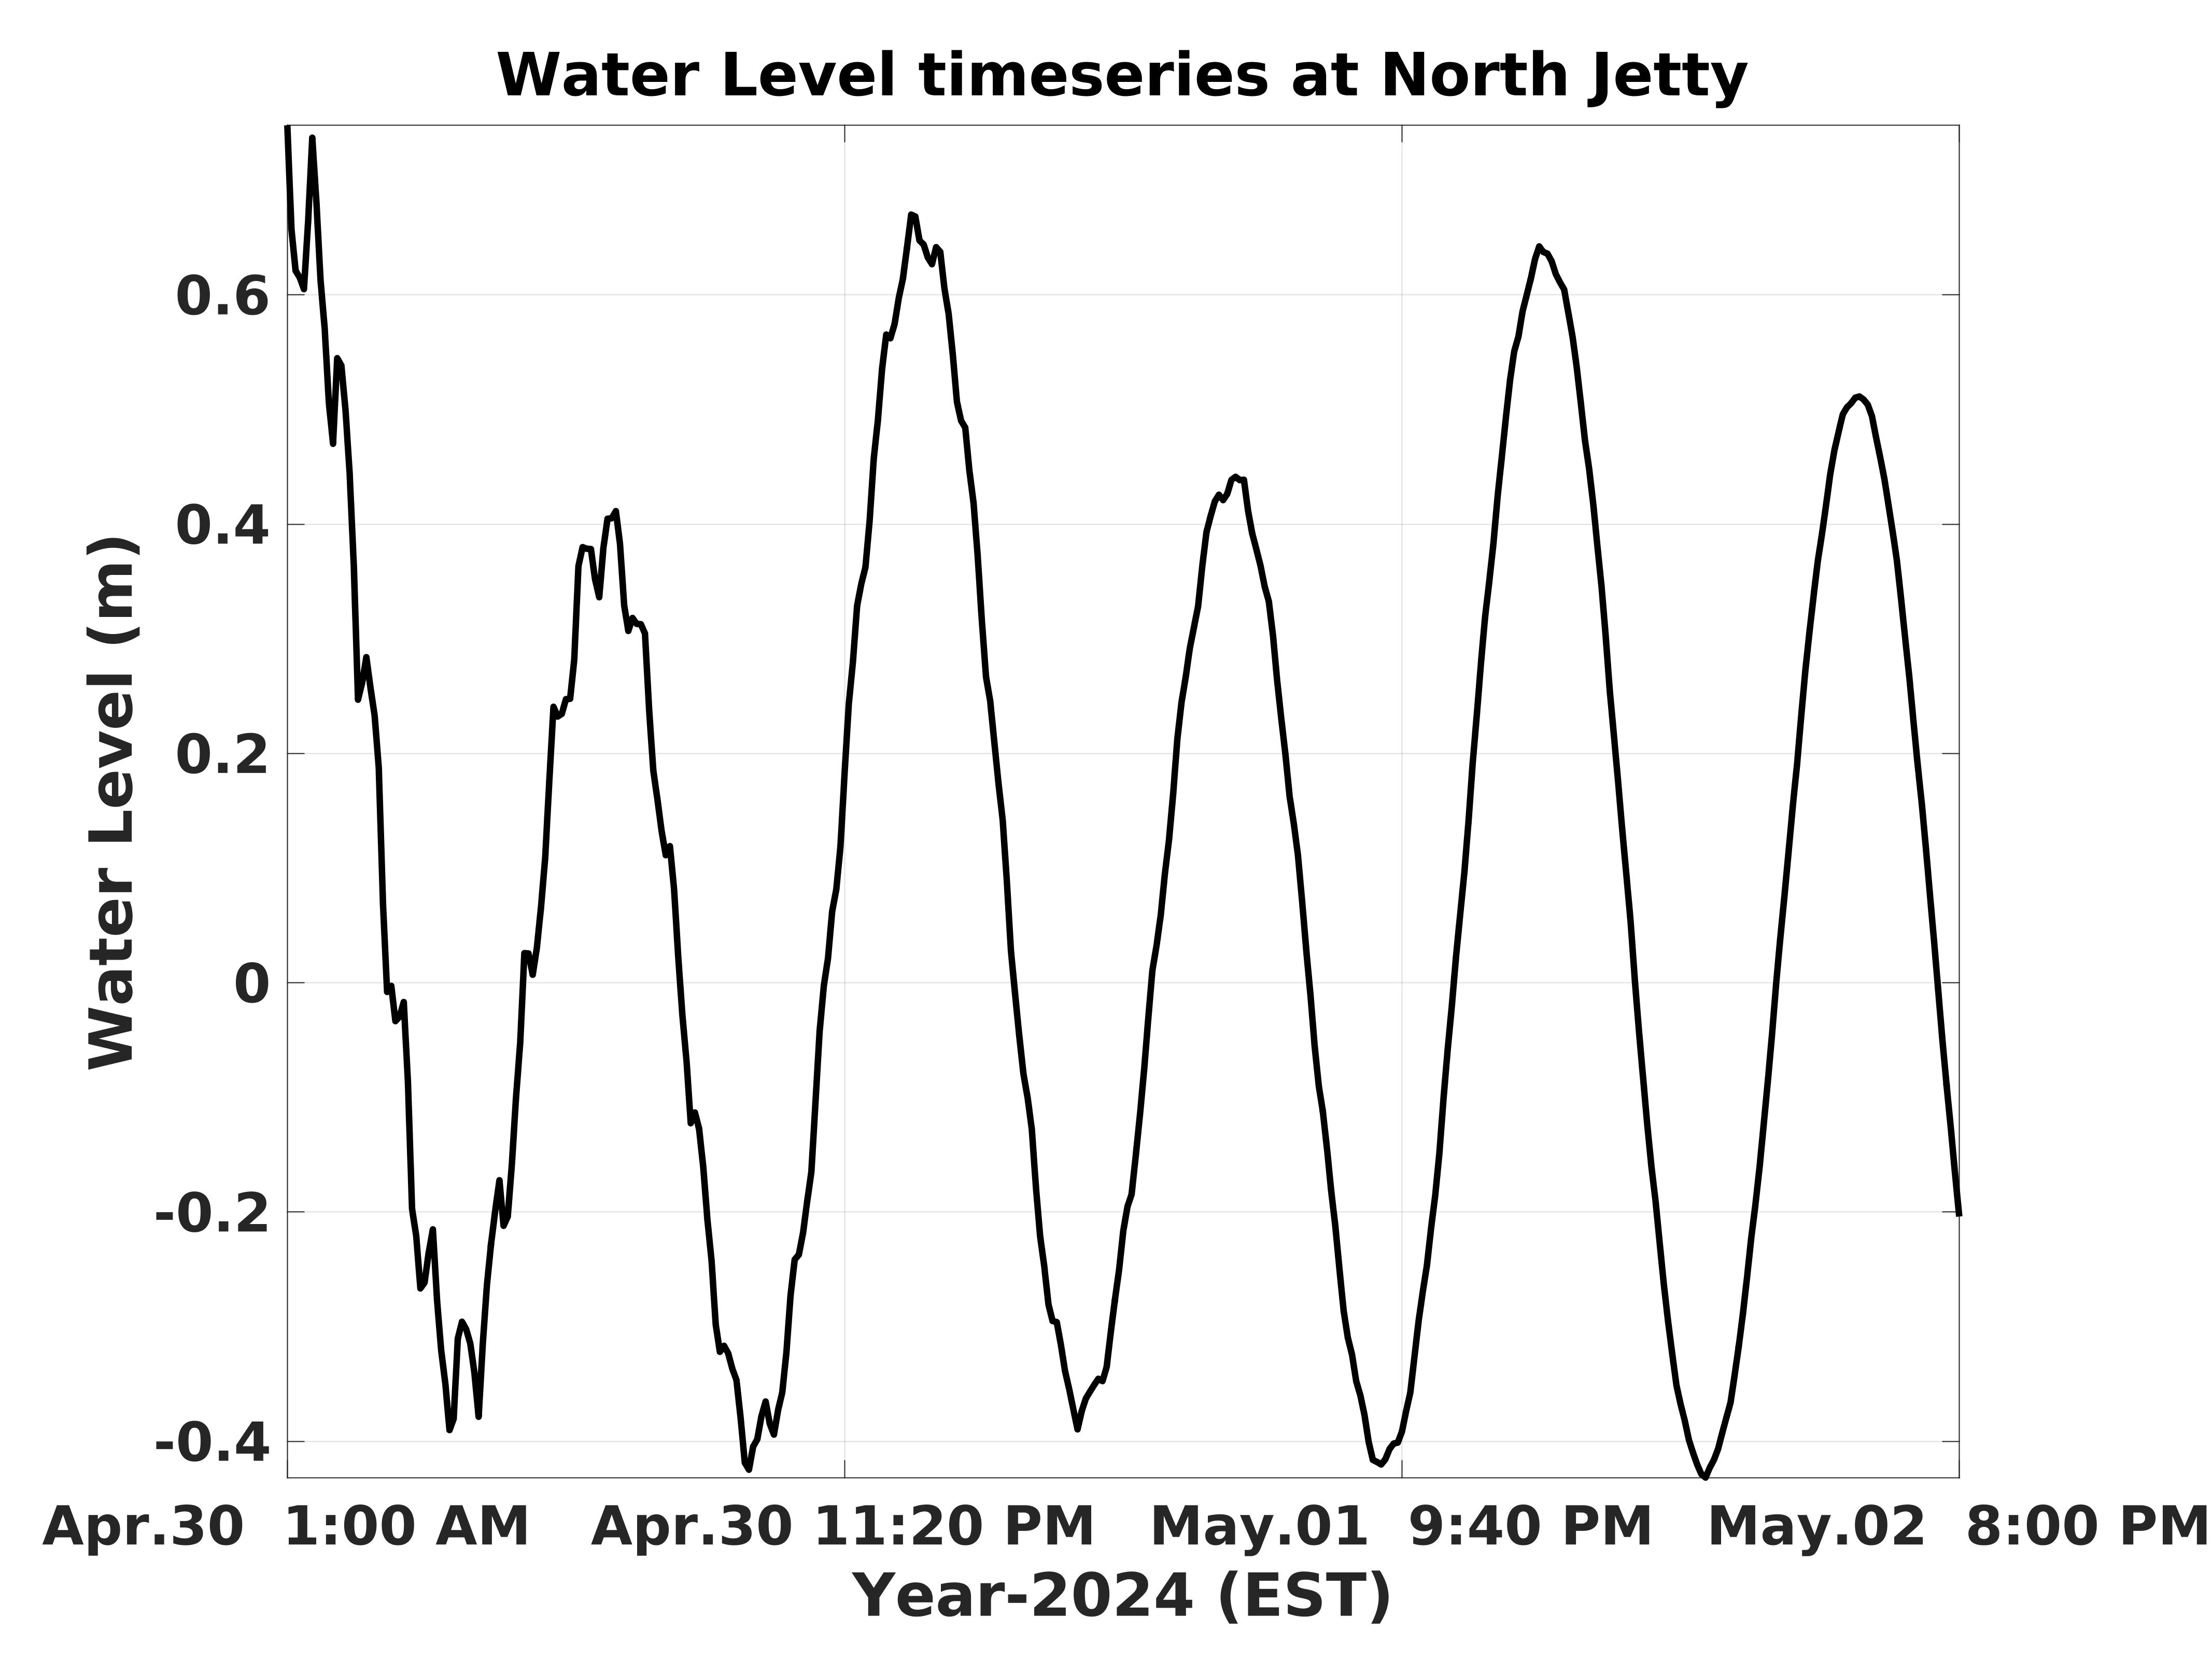 Water Level timeseries at North Jetty
Water Level (m)
0.6
0.4
0.2
0
-0.2
-0.4
Apr.30  1:00 AM
Apr.30 11:20 PM
May.01  9:40 PM
May.02  8:00 PM
Year-2024 (EST)